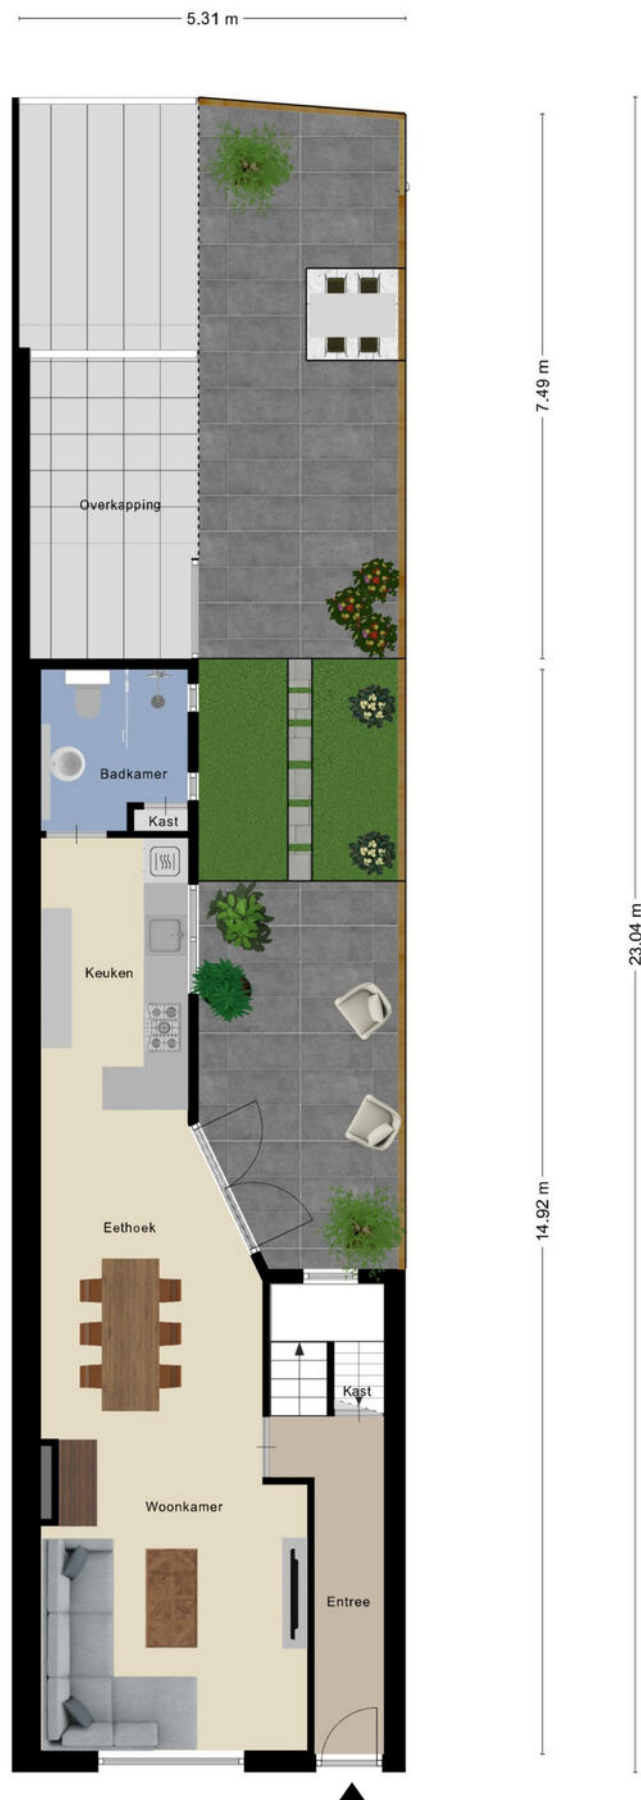 5.31 m
7.49 m
Overkapping
Badkamer
Kast
23.04 m
Keuken
14.92 m
Eethoek
Kast
Woonkamer
Entree